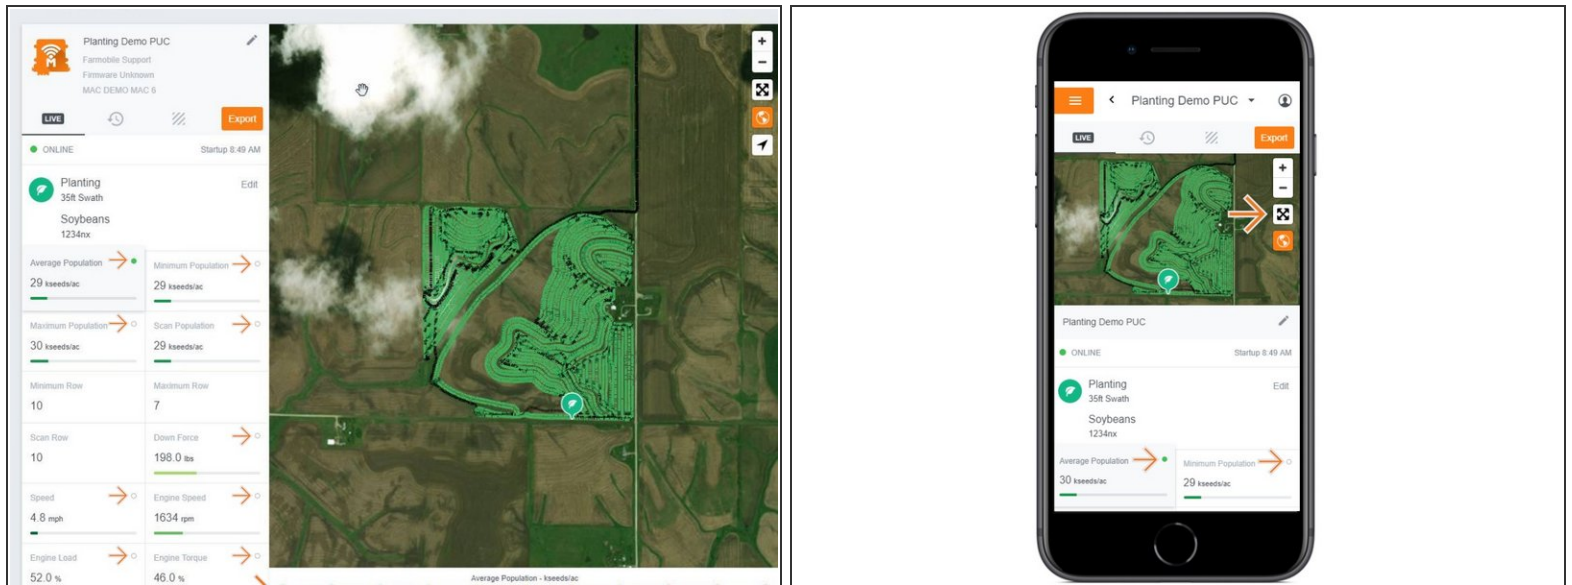 Planting Demo PUC
Farmobile Support
Firmware Unknown
MAC DEMO MAC 6
LIVE
Export
ONLINE
Startup 8:49 AM
Planting
Edit
35ft Swath
Soybeans
1234nx
Average Population
Minimum Population
29 kseeds/ac
29 kseeds/ac
Maximum Population
Scan Population
30 kseeds/ac
29 kseeds/ac
Minimum Row
Maximum Row
10
7
Scan Row
Down Force
10
198.0 lbs
Speed
Engine Speed
4.8 mph
1634 rpm
Engine Load
Engine Torque
52.0 %
46.0 %
+
−
Average Population - kseeds/ac
Planting Demo PUC
LIVE
Export
+
−
Planting Demo PUC
ONLINE
Startup 8:49 AM
Planting
Edit
35ft Swath
Soybeans
1234nx
Average Population
Minimum Population
30 kseeds/ac
29 kseeds/ac